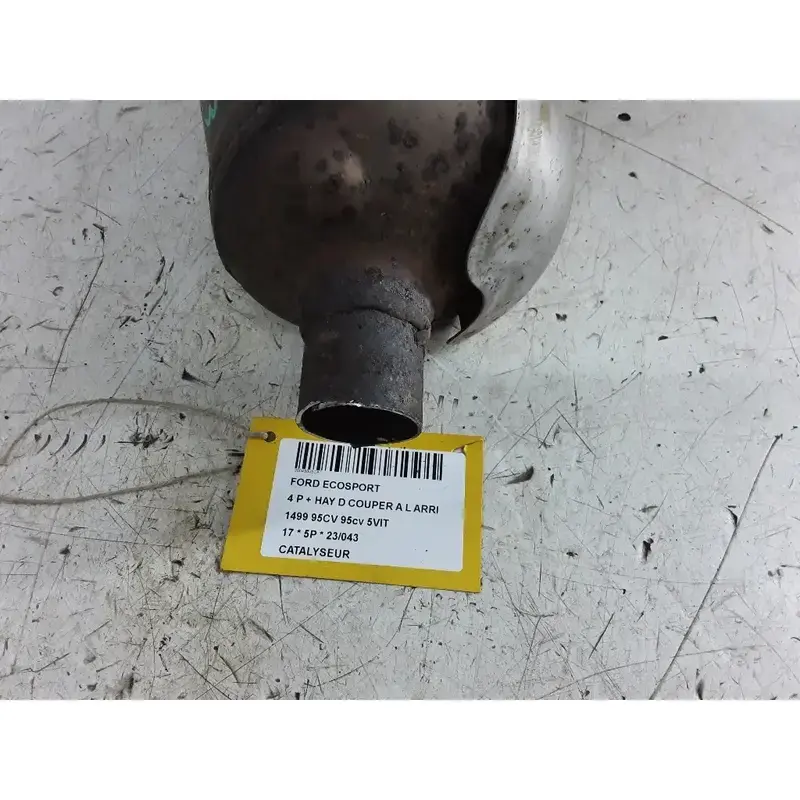 FORD ECOSPORT
4 P + HAY D COUPER A L ARRI
1499 95CV 95cv 5VIT
17 * 5P * 23/043
CATALYSEUR